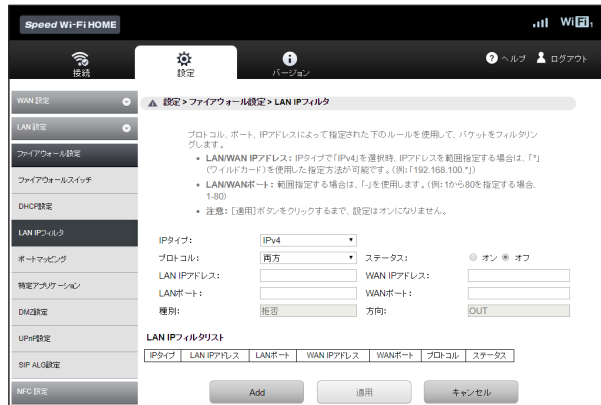 Speed Wi-Fi HOME
WiFi
接続
設定
バージョン
ヘルプ
ログアウト
WAN 設定
LAN 設定
ファイアウォール設定
ファイアウォールスイッチ
DHCP設定
LAN IPフィルタ
ポートマッピング
特定アプリケーション
DMZ設定
UPnP設定
SIP ALG設定
NFC 設定
設定 > ファイアウォール設定 > LAN IPフィルタ
プロトコル、ポート、IPアドレスによって指定された下のルールを使用して、パケットをフィルタリン
グします。
• LAN/WAN IPアドレス: IPタイプで「IPv4」を選択時、IPアドレスを範囲指定する場合は、「*」
(ワイルドカード)を使用した指定方法が可能です。(例:「192.168.100.*」)
• LAN/WANポート: 範囲指定する場合は、「-」を使用します。(例: 1から80を指定する場合、
1-80)
• 注意: [適用]ボタンをクリックするまで、設定はオンになりません。
IPタイプ: IPv4
プロトコル: 両方 ステータス: オン オフ
LAN IPアドレス: WAN IPアドレス:
LANポート: WANポート:
種別: 拒否 方向: OUT
LAN IPフィルタリスト
IPタイプ LAN IPアドレス LANポート WAN IPアドレス WANポート プロトコル ステータス
Add 適用 キャンセル